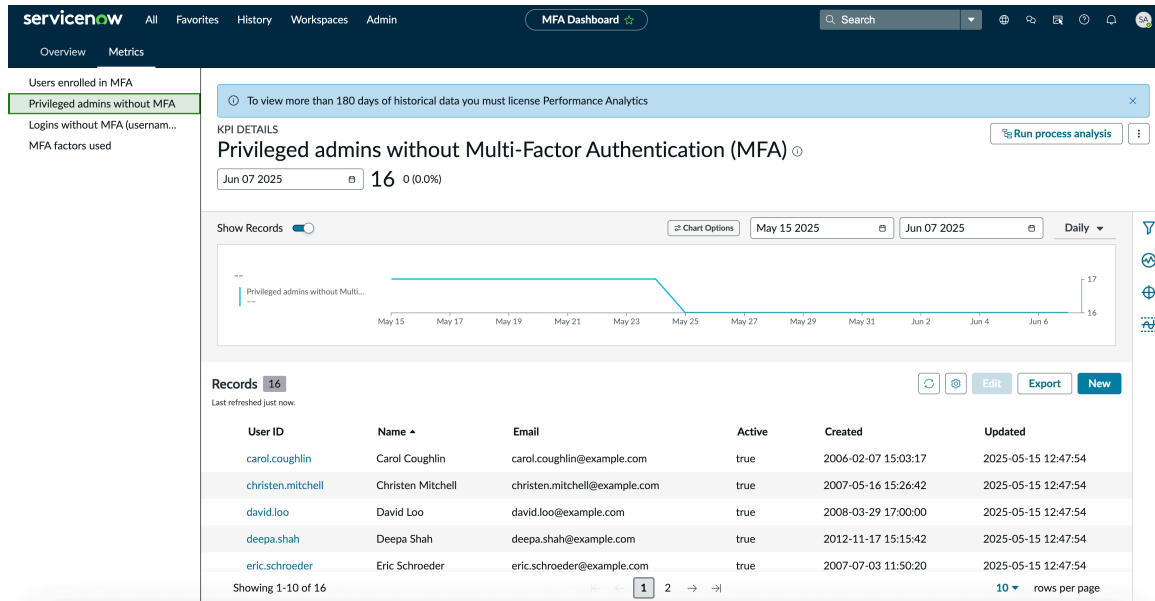 servicenow All Favorites History Workspaces Admin MFA Dashboard Search SA
Overview Metrics
Users enrolled in MFA
Privileged admins without MFA
Logins without MFA (usernam...
MFA factors used
To view more than 180 days of historical data you must license Performance Analytics
KPI DETAILS
Privileged admins without Multi-Factor Authentication (MFA)
Run process analysis
Jun 07 2025 16 0 (0.0%)
Show Records Chart Options May 15 2025 Jun 07 2025 Daily
--
Privileged admins without Multi...
--
17
16
May 15 May 17 May 19 May 21 May 23 May 25 May 27 May 29 May 31 Jun 2 Jun 4 Jun 6
Records 16 Edit Export New
Last refreshed just now.
User ID Name Email Active Created Updated
carol.coughlin Carol Coughlin carol.coughlin@example.com true 2006-02-07 15:03:17 2025-05-15 12:47:54
christen.mitchell Christen Mitchell christen.mitchell@example.com true 2007-05-16 15:26:42 2025-05-15 12:47:54
david.loo David Loo david.loo@example.com true 2008-03-29 17:00:00 2025-05-15 12:47:54
deepa.shah Deepa Shah deepa.shah@example.com true 2012-11-17 15:15:42 2025-05-15 12:47:54
eric.schroeder Eric Schroeder eric.schroeder@example.com true 2007-07-03 11:50:20 2025-05-15 12:47:54
Showing 1-10 of 16 1 2 10 rows per page